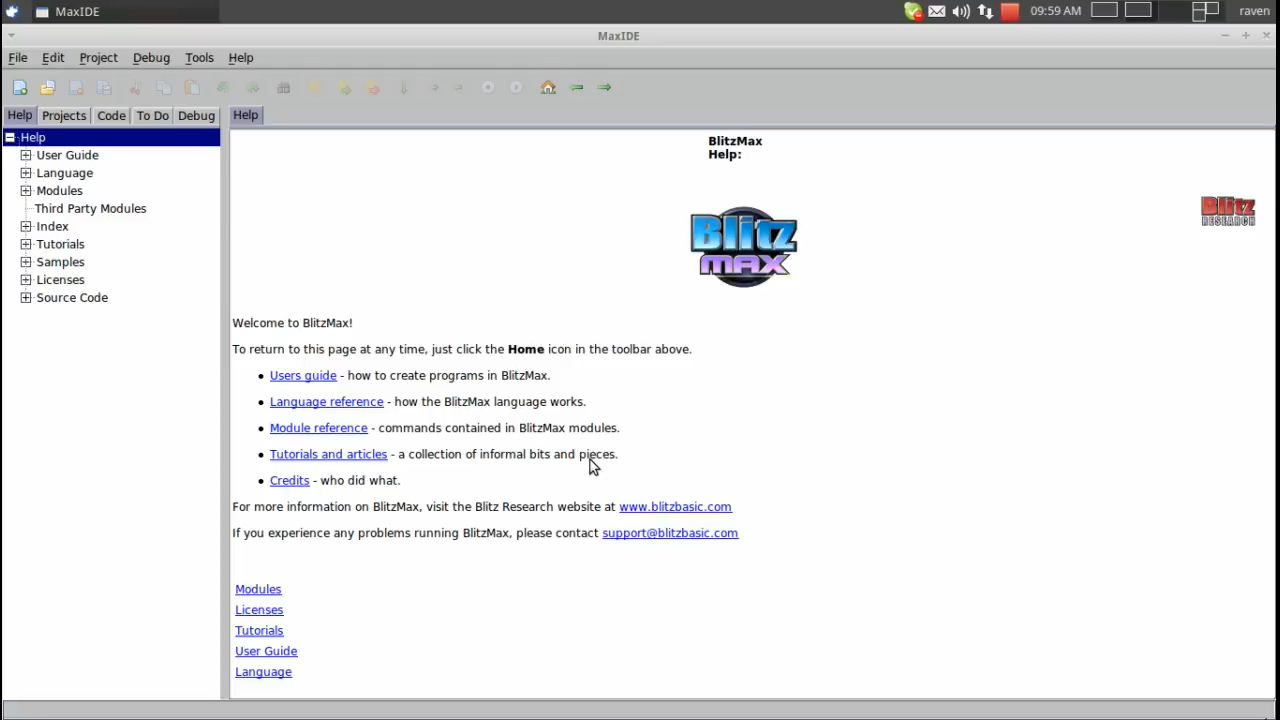 MaxIDE
09:59 AM
raven
MaxIDE
File Edit Project Debug Tools Help
Help Projects Code To Do Debug
Help
Help
User Guide
Language
Modules
Third Party Modules
Index
Tutorials
Samples
Licenses
Source Code
BlitzMax
Help:
Blitz
MAX
Blitz
RESEARCH
Welcome to BlitzMax!
To return to this page at any time, just click the Home icon in the toolbar above.
• Users guide - how to create programs in BlitzMax.
• Language reference - how the BlitzMax language works.
• Module reference - commands contained in BlitzMax modules.
• Tutorials and articles - a collection of informal bits and pieces.
• Credits - who did what.
For more information on BlitzMax, visit the Blitz Research website at www.blitzbasic.com
If you experience any problems running BlitzMax, please contact support@blitzbasic.com
Modules
Licenses
Tutorials
User Guide
Language